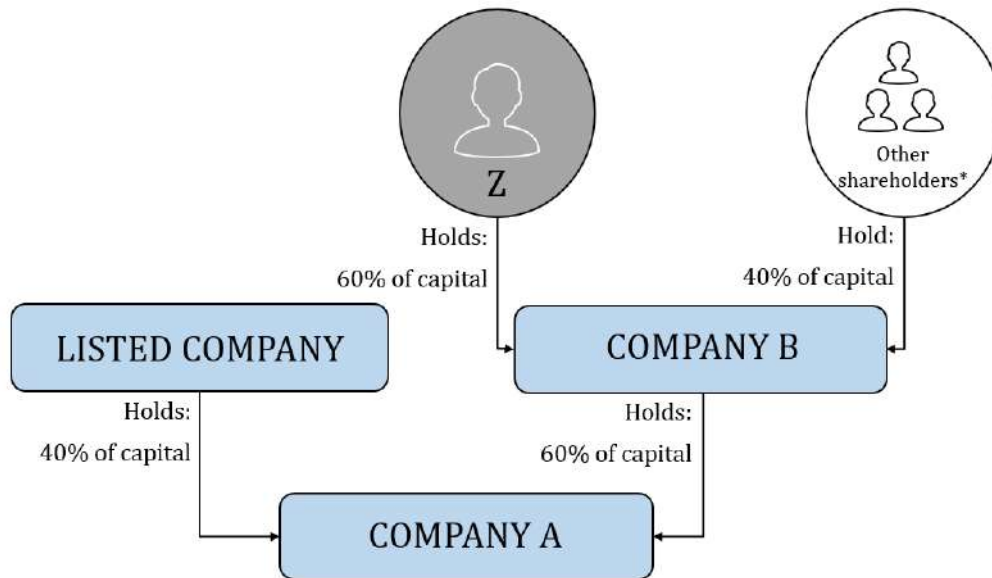 Z
Other
shareholders*
Holds:
60% of capital
Hold:
40% of capital
LISTED COMPANY
COMPANY B
Holds:
40% of capital
Holds:
60% of capital
COMPANY A